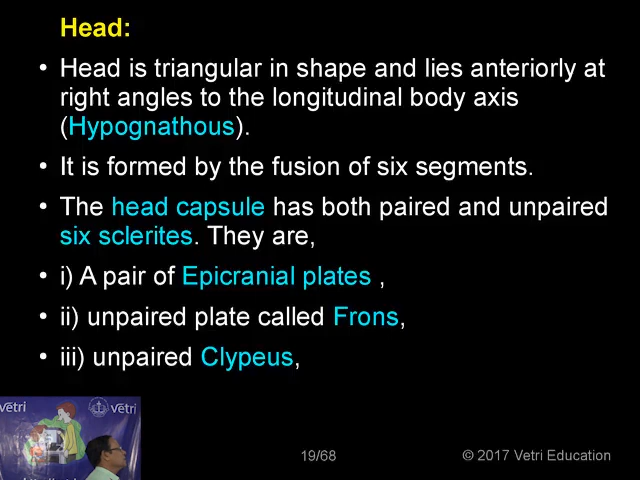 Head:
• Head is triangular in shape and lies anteriorly at
right angles to the longitudinal body axis
(Hypognathous).
• It is formed by the fusion of six segments.
• The head capsule has both paired and unpaired
six sclerites. They are,
• i) A pair of Epicranial plates ,
• ii) unpaired plate called Frons,
• iii) unpaired Clypeus,
vetri
vetri
19/68
© 2017 Vetri Education